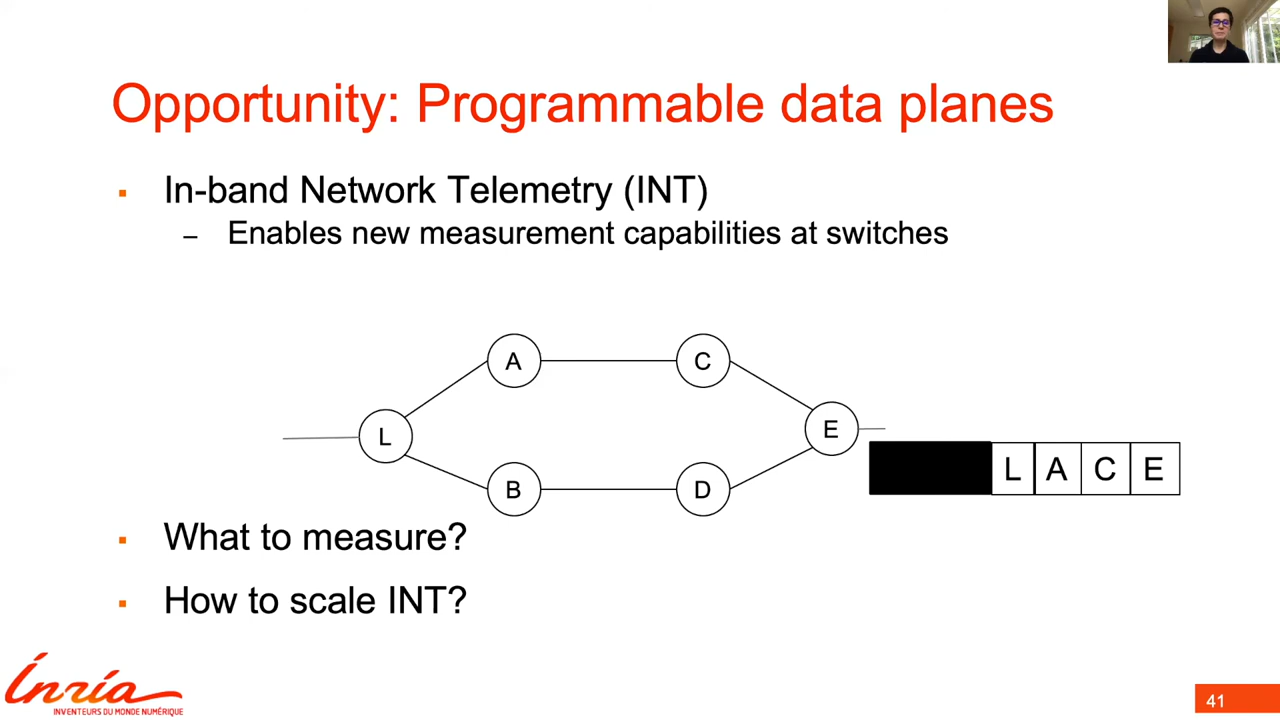 Opportunity: Programmable data planes
▪ In-band Network Telemetry (INT)
– Enables new measurement capabilities at switches
A
C
L
E
B
D
L A C E
▪ What to measure?
▪ How to scale INT?
Inria
INVENTEURS DU MONDE NUMÉRIQUE
41